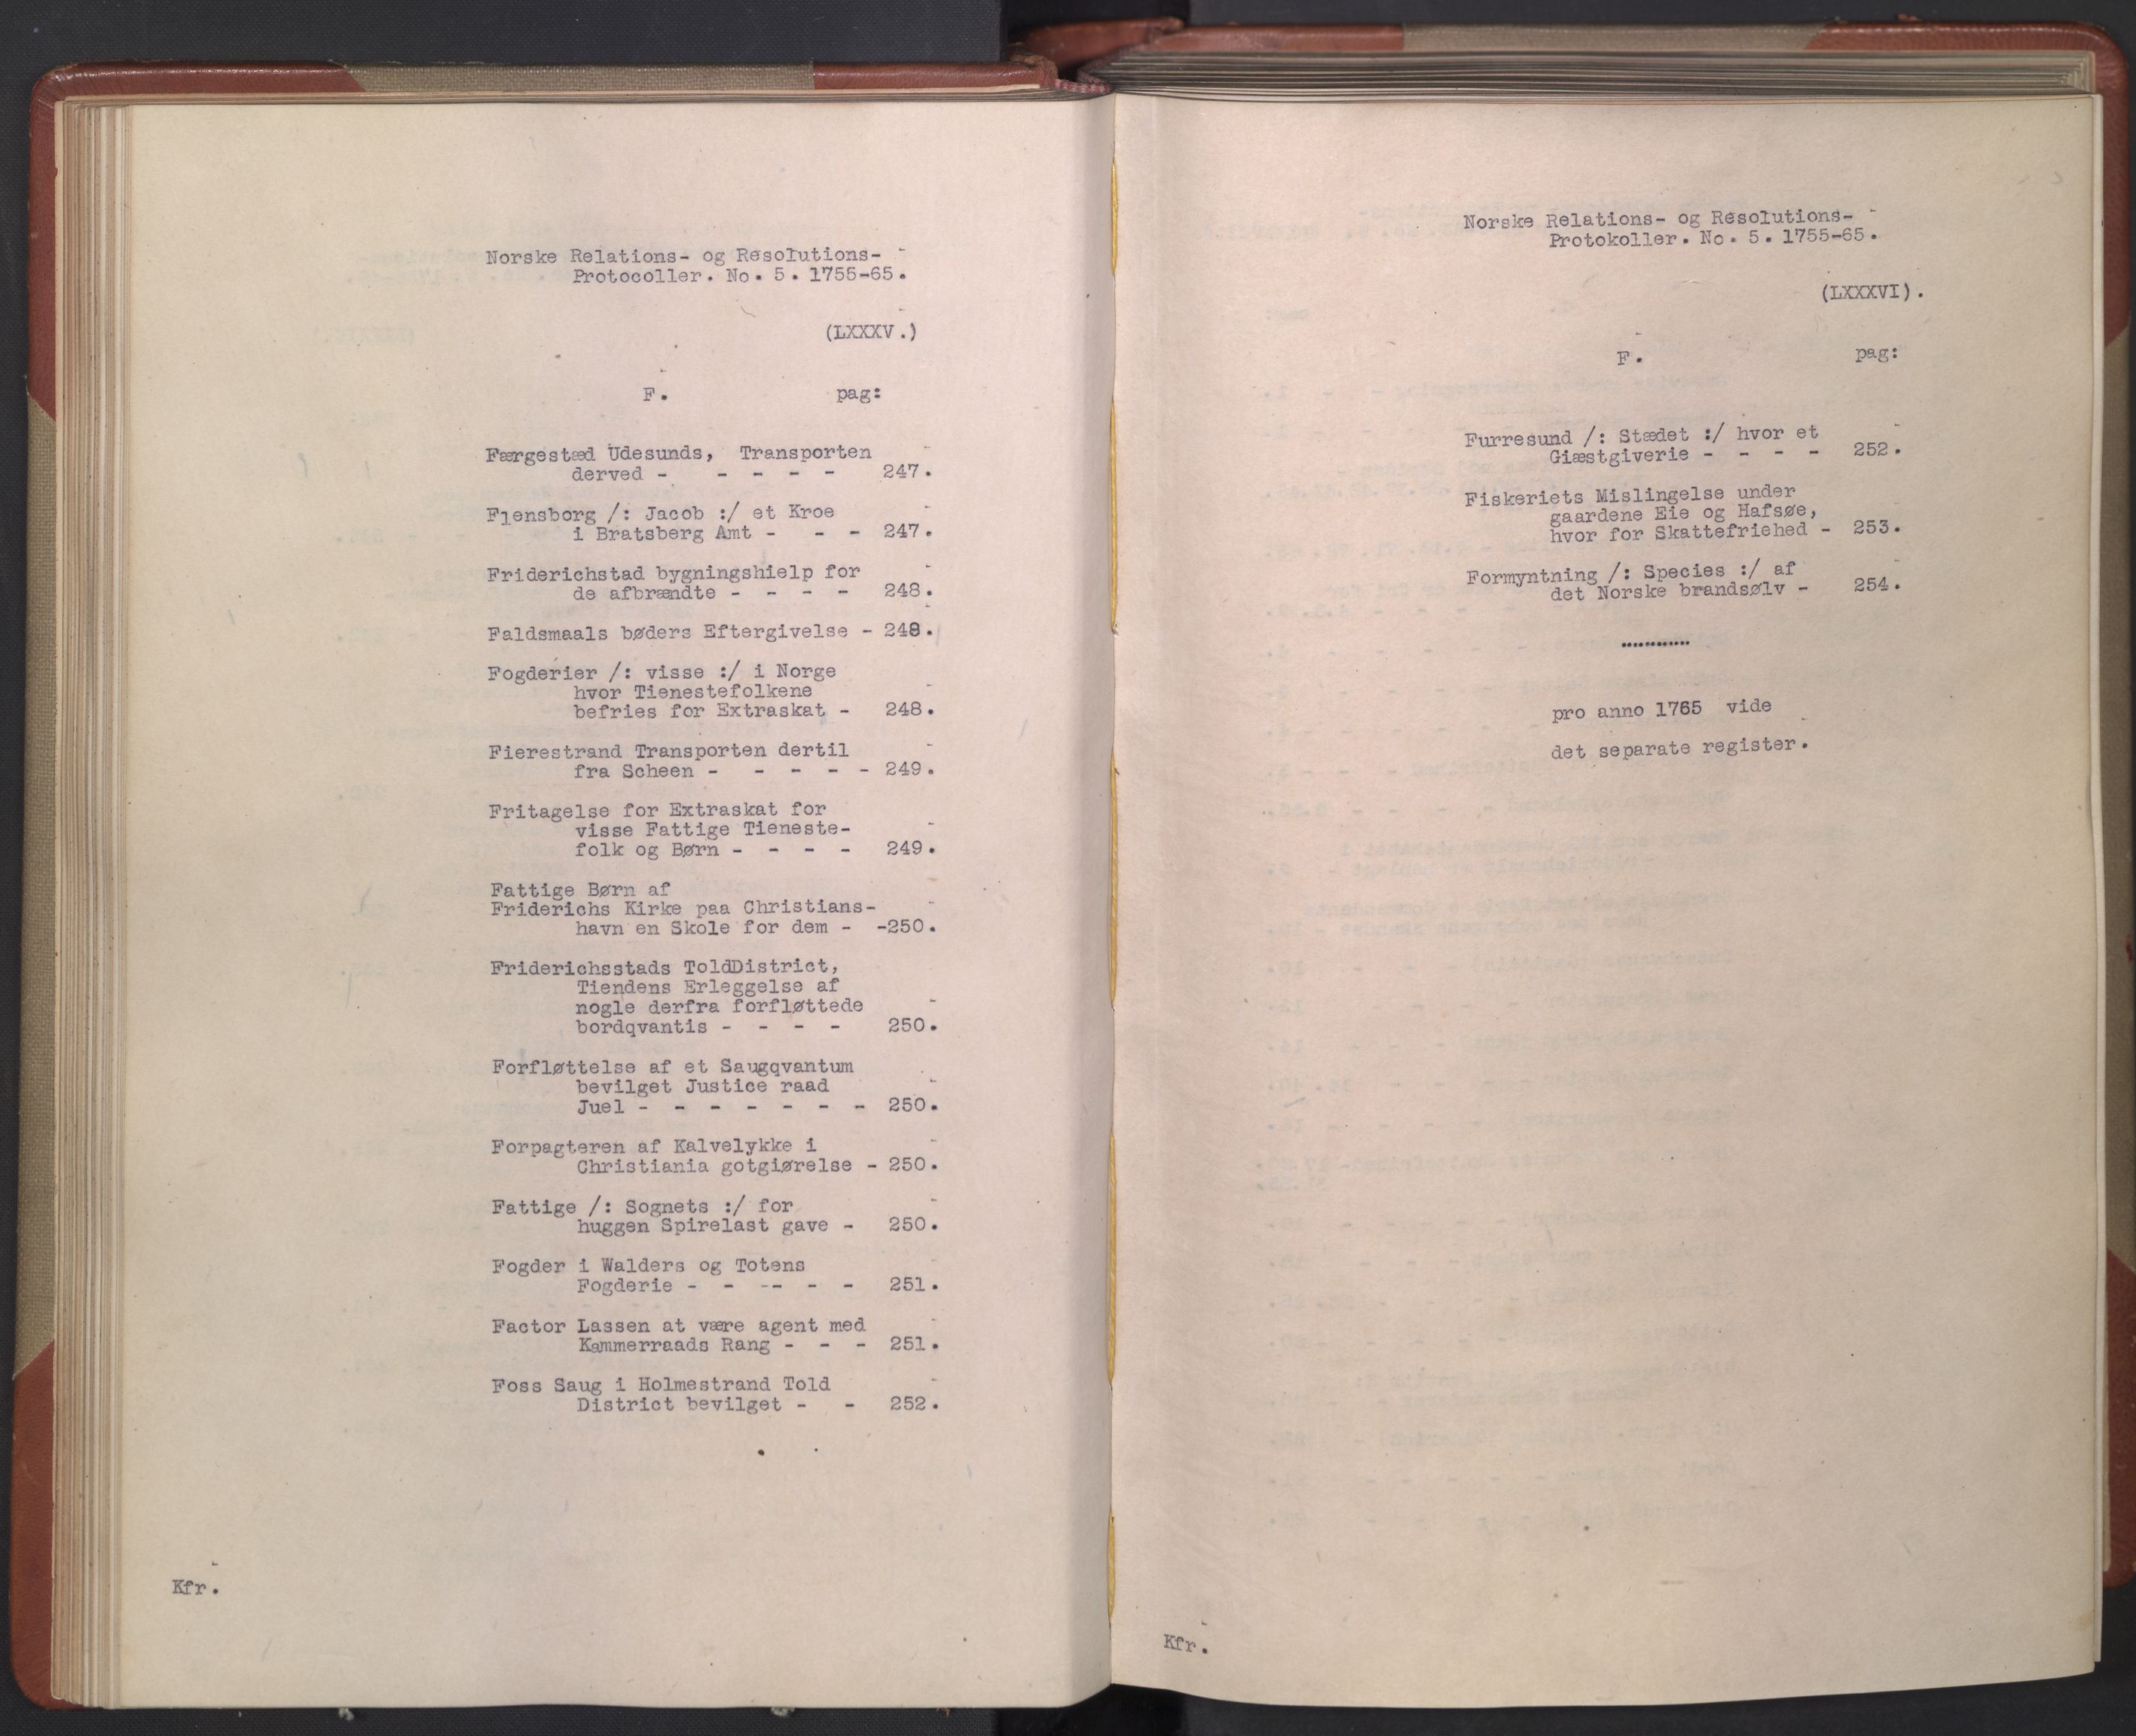 Norske Relations- og Resolutions-
Protocoller. No. 5. 1755-65.
(LXXXV.)
F. pag:
Færgestæd Udesunds, Transporten
derved - - - - - 247.
Flensborg /: Jacob :/ et Kroe
i Bratsberg Amt - - - 247.
Friderichstad bygningshielp for
de afbrændte - - - - 248.
Faldsmaals bøders Eftergivelse - 248.
Fogderier /: visse :/ i Norge
hvor Tienestefolkene
befries for Extraskat - 248.
Fierestrand Transporten dertil
fra Scheen - - - - - 249.
Fritagelse for Extraskat for
visse Fattige Tieneste-
folk og Børn - - - - 249.
Fattige Børn af
Friderichs Kirke paa Christians-
havn en Skole for dem - -250.
Friderichsstads ToldDistrict,
Tiendens Erleggelse af
nogle derfra forfløttede
bordqvantis - - - - 250.
Forfløttelse af et Saugqvantum
bevilget Justice raad
Juel - - - - - - - 250.
Forpagteren af Kalvelykke i
Christiania gotgiørelse - 250.
Fattige /: Sognets :/ for
huggen Spirelast gave - 250.
Fogder i Walders og Totens
Fogderie - - -- - - 251.
Factor Lassen at være agent med
Kammerraads Rang - - - 251.
Foss Saug i Holmestrand Told
District bevilget - - 252.
Kfr.
Norske Relations- og Resolutions-
Protokoller. No. 5. 1755-65.
(LXXXVI).
F. pag:
Furresund /: Stædet :/ hvor et
Giæstgiverie - - - - 252.
Fiskeriets Mislingelse under
gaardene Eie og Hafsøe,
hvor for Skattefriehed - 253.
Formyntning /: Species :/ af
det Norske brandsølv - 254.
............
pro anno 1765 vide
det separate register.
Kfr.